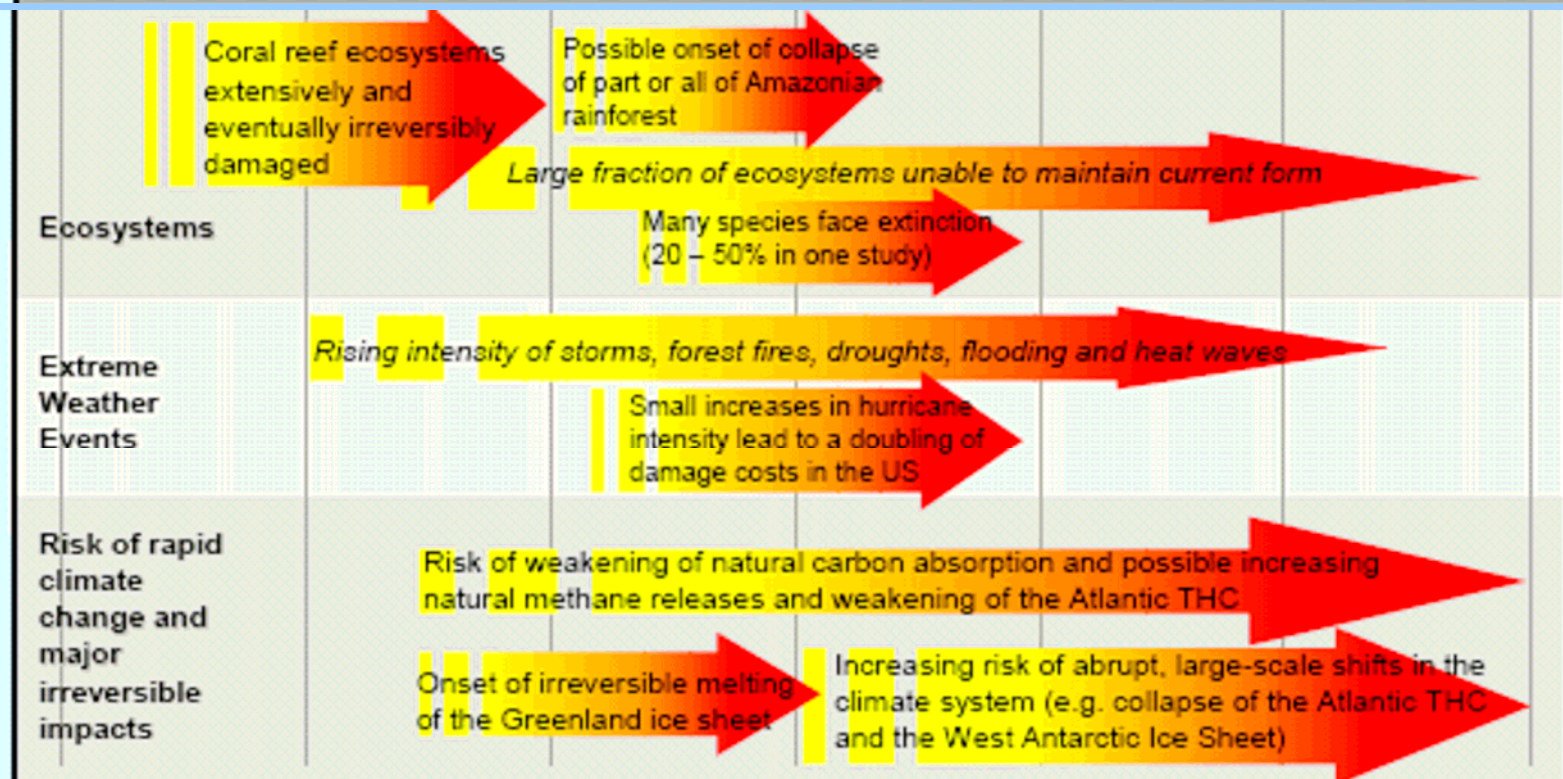 Coral reef ecosystems
extensively and
eventually irreversibly
damaged
Possible onset of collapse
of part or all of Amazonian
rainforest
Large fraction of ecosystems unable to maintain current form
Ecosystems
Many species face extinction
(20 – 50% in one study)
Rising intensity of storms, forest fires, droughts, flooding and heat waves
Extreme
Weather
Events
Small increases in hurricane
intensity lead to a doubling of
damage costs in the US
Risk of rapid
climate
change and
major
irreversible
impacts
Risk of weakening of natural carbon absorption and possible increasing
natural methane releases and weakening of the Atlantic THC
Onset of irreversible melting
of the Greenland ice sheet
Increasing risk of abrupt, large-scale shifts in the
climate system (e.g. collapse of the Atlantic THC
and the West Antarctic Ice Sheet)